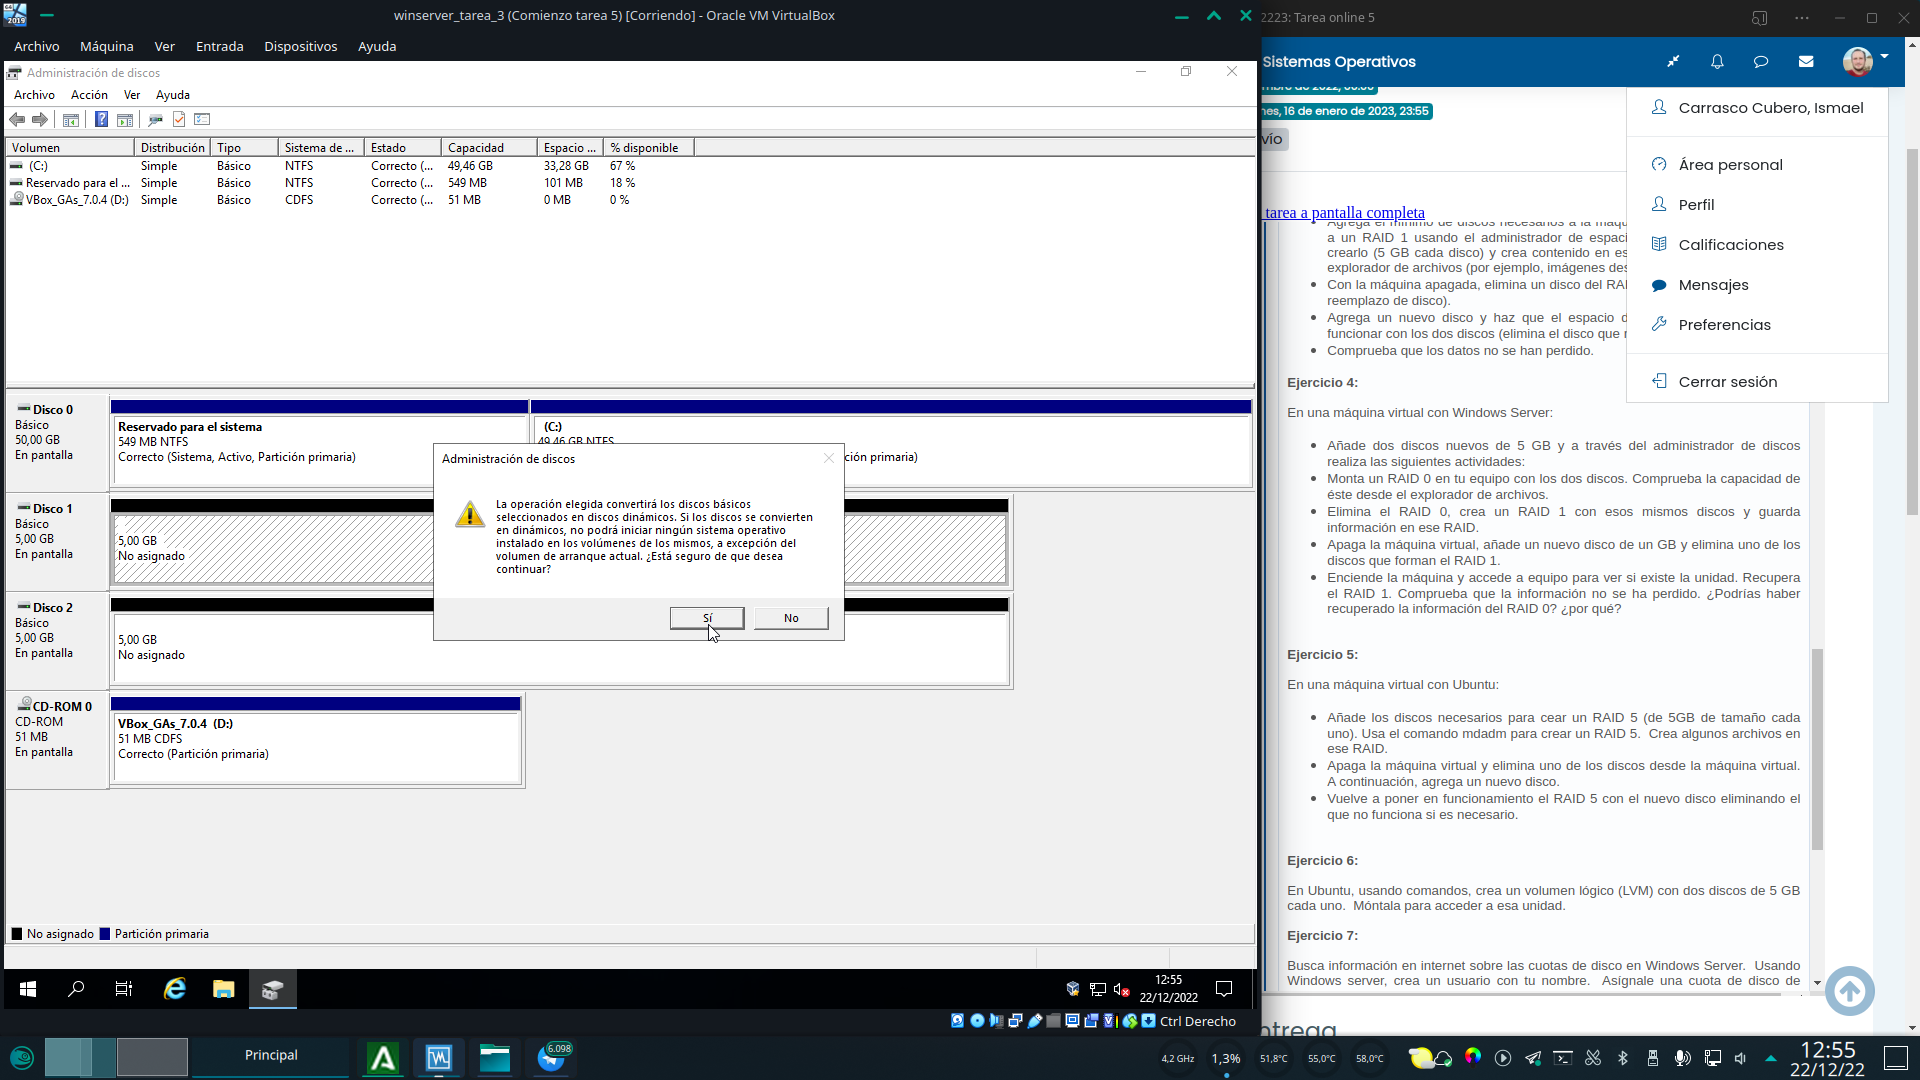 winserver_tarea_3 (Comienzo tarea 5) [Corriendo] - Oracle VM VirtualBox
Archivo Máquina Ver Entrada Dispositivos Ayuda
Administración de discos
Archivo Acción Ver Ayuda
Volumen Distribución Tipo Sistema de ... Estado Capacidad Espacio ... % disponible
(C:) Simple Básico NTFS Correcto (... 49,46 GB 33,28 GB 67 %
Reservado para el ... Simple Básico NTFS Correcto (... 549 MB 101 MB 18 %
VBox_GAs_7.0.4 (D:) Simple Básico CDFS Correcto (... 51 MB 0 MB 0 %
Disco 0
Básico
50,00 GB
En pantalla
Reservado para el sistema
549 MB NTFS
Correcto (Sistema, Activo, Partición primaria)
(C:)
49,46 GB NTFS
ción primaria)
Disco 1
Básico
5,00 GB
En pantalla
5,00 GB
No asignado
Disco 2
Básico
5,00 GB
En pantalla
5,00 GB
No asignado
CD-ROM 0
CD-ROM
51 MB
En pantalla
VBox_GAs_7.0.4 (D:)
51 MB CDFS
Correcto (Partición primaria)
Administración de discos
La operación elegida convertirá los discos básicos
seleccionados en discos dinámicos. Si los discos se convierten
en dinámicos, no podrá iniciar ningún sistema operativo
instalado en los volúmenes de los mismos, a excepción del
volumen de arranque actual. ¿Está seguro de que desea
continuar?
Sí No
No asignado Partición primaria
12:55
22/12/2022
Ctrl Derecho
2223: Tarea online 5
Sistemas Operativos
nes, 16 de enero de 2023, 23:55
vío
tarea a pantalla completa
Carrasco Cubero, Ismael
Área personal
Perfil
Calificaciones
Mensajes
Preferencias
Cerrar sesión
Agrega el mínimo de discos necesarios a la máqu
a un RAID 1 usando el administrador de espaci
crearlo (5 GB cada disco) y crea contenido en es
explorador de archivos (por ejemplo, imágenes des
Con la máquina apagada, elimina un disco del RAI
reemplazo de disco).
Agrega un nuevo disco y haz que el espacio d
funcionar con los dos discos (elimina el disco que
Comprueba que los datos no se han perdido.
Ejercicio 4:
En una máquina virtual con Windows Server:
Añade dos discos nuevos de 5 GB y a través del administrador de discos
realiza las siguientes actividades:
Monta un RAID 0 en tu equipo con los dos discos. Comprueba la capacidad de
éste desde el explorador de archivos.
Elimina el RAID 0, crea un RAID 1 con esos mismos discos y guarda
información en ese RAID.
Apaga la máquina virtual, añade un nuevo disco de un GB y elimina uno de los
discos que forman el RAID 1.
Enciende la máquina y accede a equipo para ver si existe la unidad. Recupera
el RAID 1. Comprueba que la información no se ha perdido. ¿Podrías haber
recuperado la información del RAID 0? ¿por qué?
Ejercicio 5:
En una máquina virtual con Ubuntu:
Añade los discos necesarios para cear un RAID 5 (de 5GB de tamaño cada
uno). Usa el comando mdadm para crear un RAID 5. Crea algunos archivos en
ese RAID.
Apaga la máquina virtual y elimina uno de los discos desde la máquina virtual.
A continuación, agrega un nuevo disco.
Vuelve a poner en funcionamiento el RAID 5 con el nuevo disco eliminando el
que no funciona si es necesario.
Ejercicio 6:
En Ubuntu, usando comandos, crea un volumen lógico (LVM) con dos discos de 5 GB
cada uno. Móntala para acceder a esa unidad.
Ejercicio 7:
Busca información en internet sobre las cuotas de disco en Windows Server. Usando
Windows server, crea un usuario con tu nombre. Asígnale una cuota de disco de
ntrega
Principal
6.098
4,2 GHz 1,3% 51,8°C 55,0°C 58,0°C
12:55
22/12/22